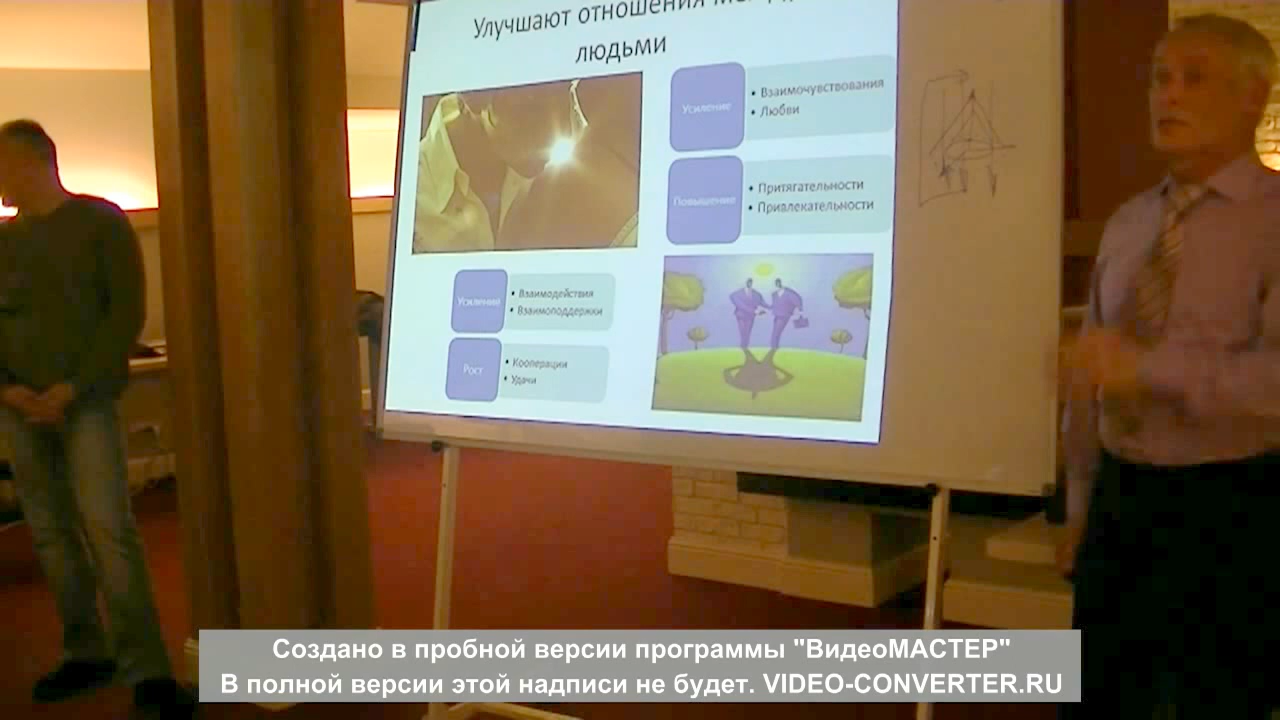 Улучшают отношения
людьми
Усиление
• Взаимочувствования
• Любви
Повышение
• Притягательности
• Привлекательности
Усиление
• Взаимодействия
• Взаимоподдержки
Рост
• Кооперации
• Удачи
Создано в пробной версии программы "ВидеоМАСТЕР"
В полной версии этой надписи не будет. VIDEO-CONVERTER.RU